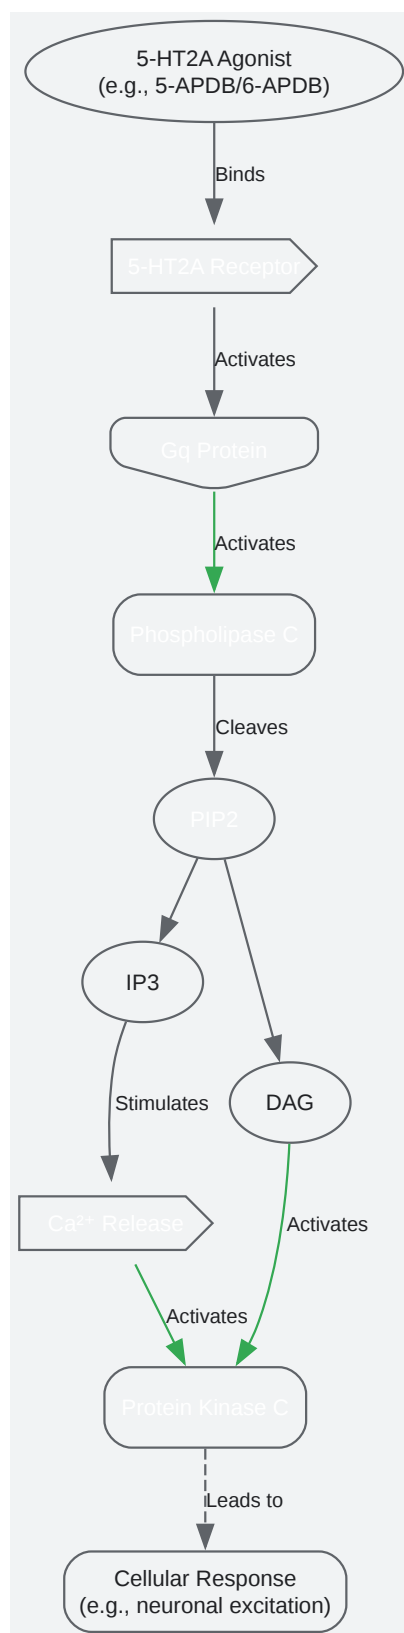 5-HT2A Agonist
(e.g., 5-APDB/6-APDB)
Binds
5-HT2A Receptor
Activates
Gq Protein
Activates
Phospholipase C
Cleaves
PIP2
IP3
DAG
Stimulates
Ca²⁺ Release
Activates
Activates
Protein Kinase C
Leads to
Cellular Response
(e.g., neuronal excitation)